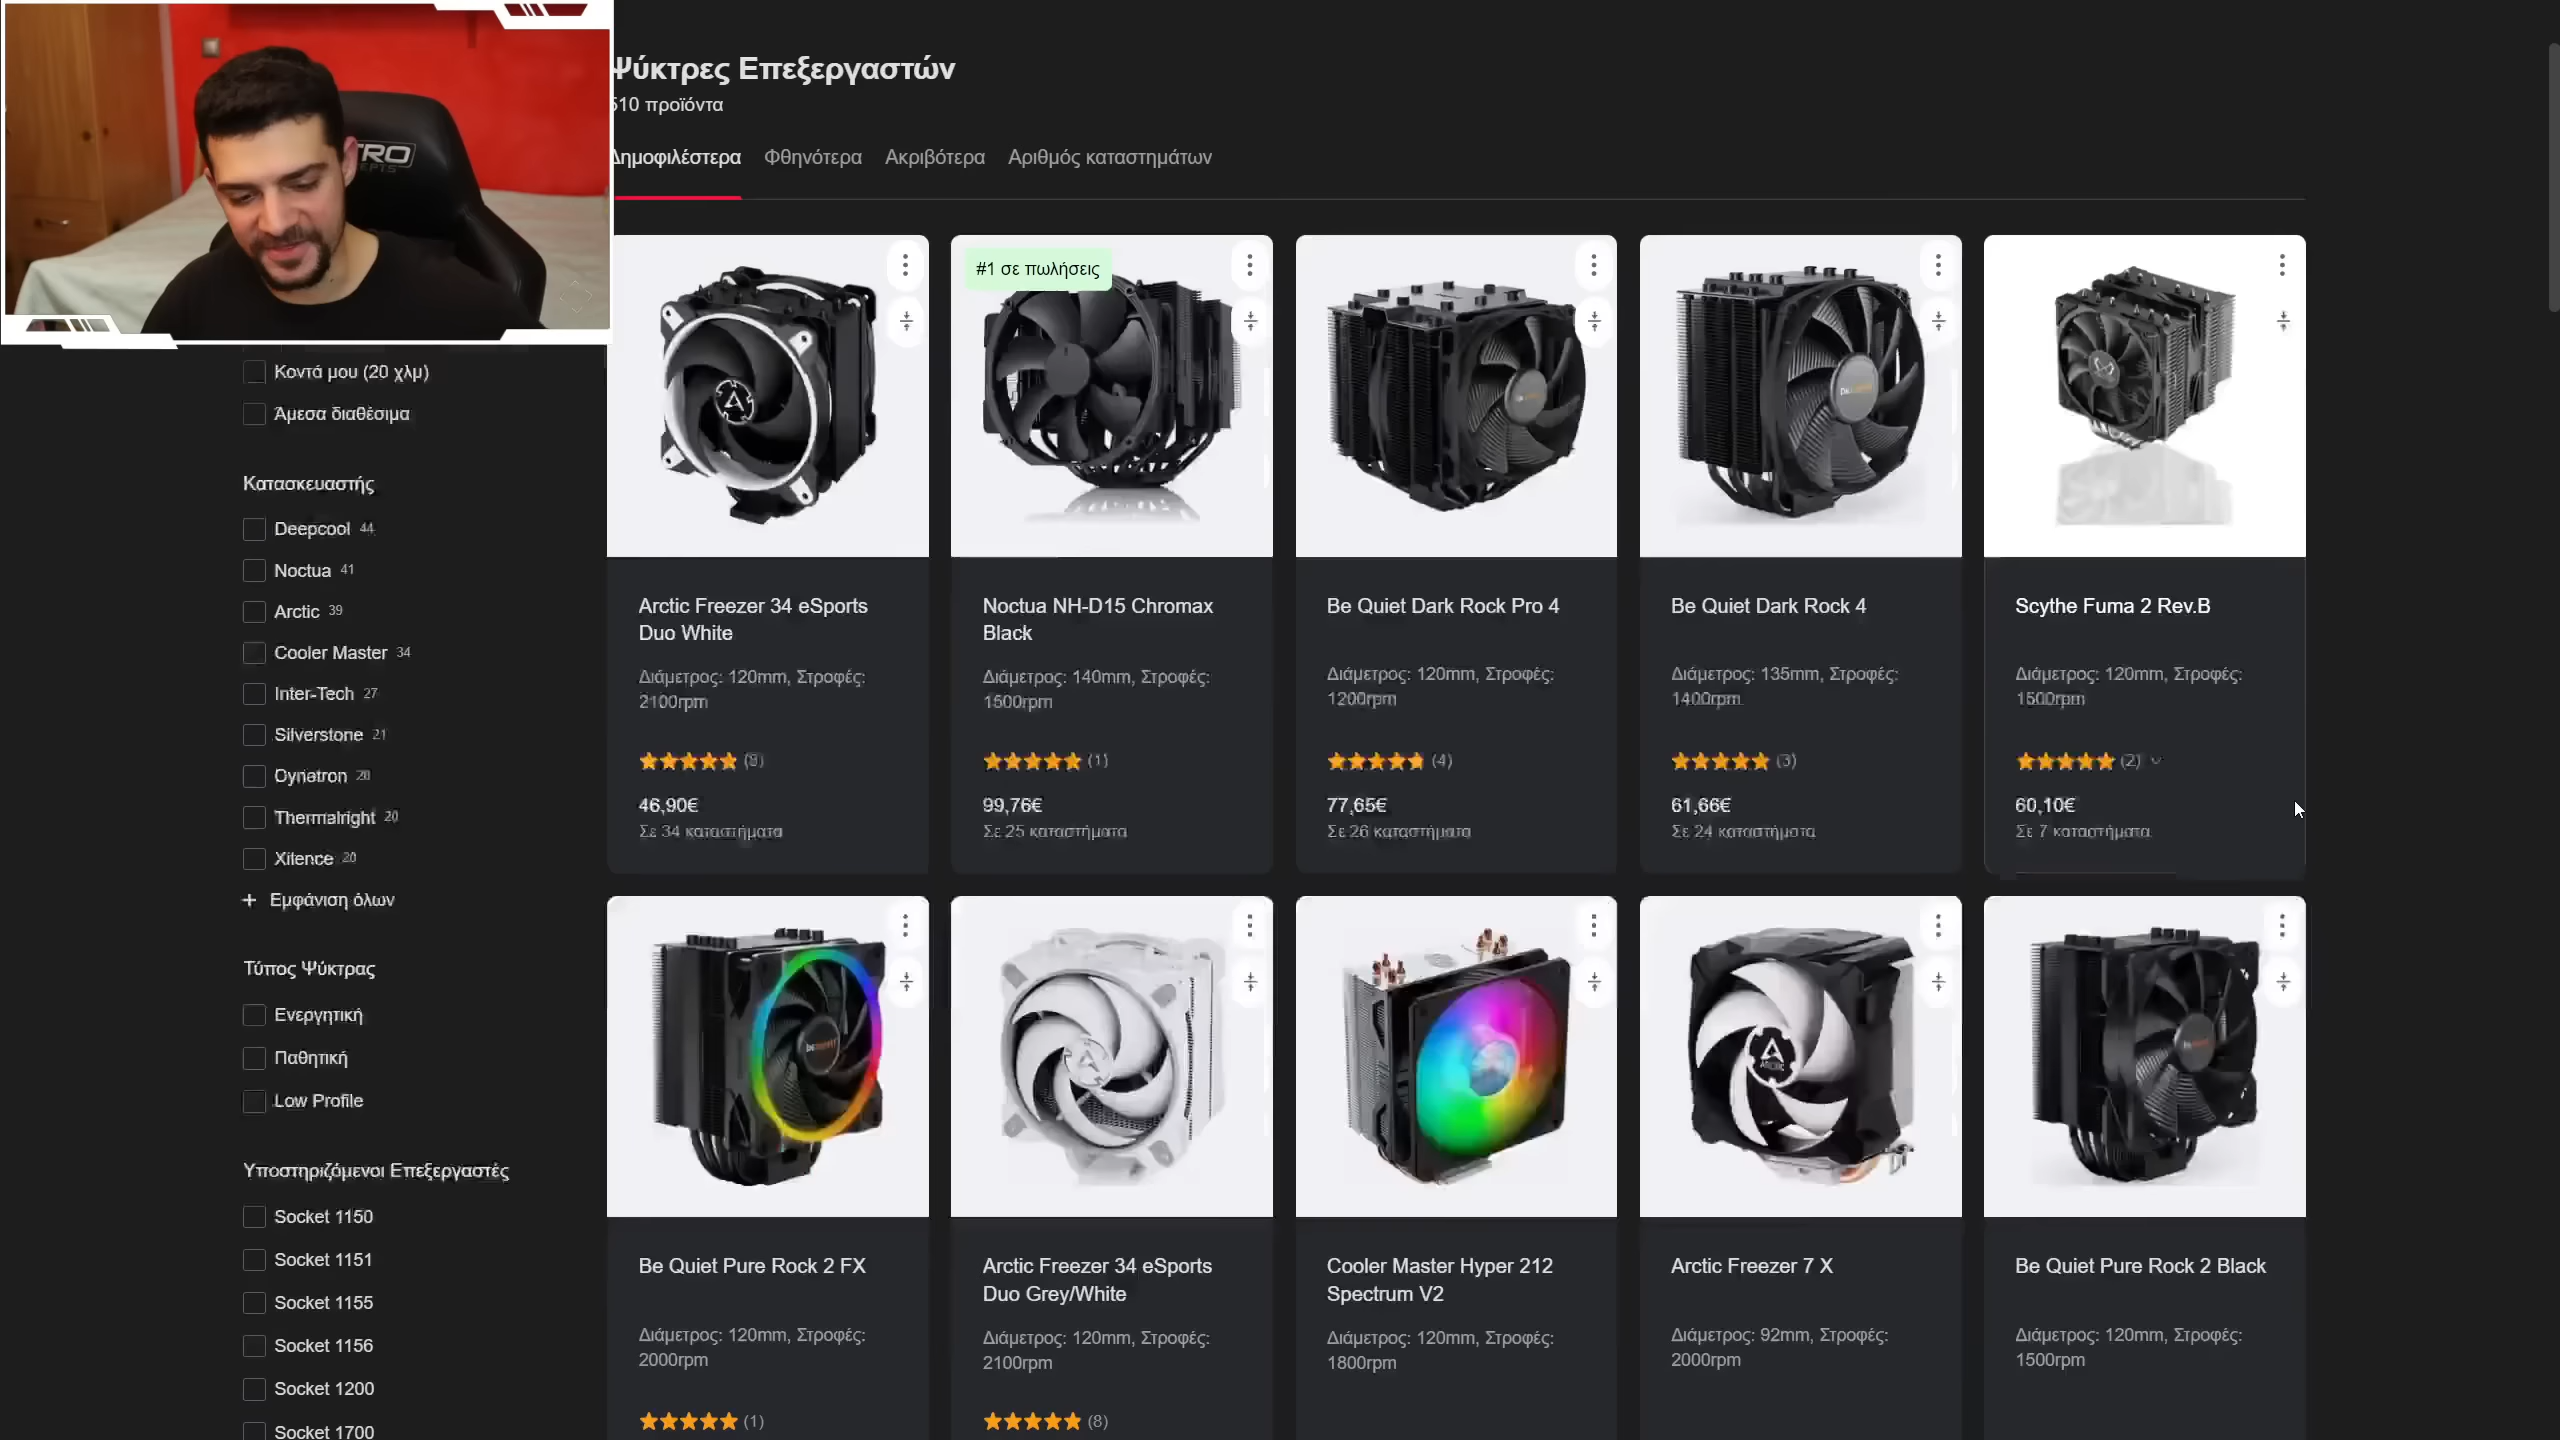 Ψύκτρες Επεξεργαστών
510 προϊόντα
Δημοφιλέστερα Φθηνότερα Ακριβότερα Αριθμός καταστημάτων
Κοντά μου (20 χλμ)
Άμεσα διαθέσιμα
Κατασκευαστής
Deepcool 44
Noctua 41
Arctic 39
Cooler Master 34
Inter-Tech 27
Silverstone 21
Dynatron 20
Thermalright 20
Xilence 20
+ Εμφάνιση όλων
Τύπος Ψύκτρας
Ενεργητική
Παθητική
Low Profile
Υποστηριζόμενοι Επεξεργαστές
Socket 1150
Socket 1151
Socket 1155
Socket 1156
Socket 1200
Socket 1700
Arctic Freezer 34 eSports
Duo White
Διάμετρος: 120mm, Στροφές:
2100rpm
46,90€
Σε 34 καταστήματα
#1 σε πωλήσεις
Noctua NH-D15 Chromax
Black
Διάμετρος: 140mm, Στροφές:
1500rpm
(1)
99,76€
Σε 25 καταστήματα
Be Quiet Dark Rock Pro 4
Διάμετρος: 120mm, Στροφές:
1200rpm
(4)
77,65€
Σε 26 καταστήματα
Be Quiet Dark Rock 4
Διάμετρος: 135mm, Στροφές:
1400rpm
(3)
61,66€
Σε 24 καταστήματα
Scythe Fuma 2 Rev.B
Διάμετρος: 120mm, Στροφές:
1500rpm
(2)
60,10€
Σε 7 καταστήματα
Be Quiet Pure Rock 2 FX
Διάμετρος: 120mm, Στροφές:
2000rpm
(1)
Arctic Freezer 34 eSports
Duo Grey/White
Διάμετρος: 120mm, Στροφές:
2100rpm
(8)
Cooler Master Hyper 212
Spectrum V2
Διάμετρος: 120mm, Στροφές:
1800rpm
ARCTIC
Arctic Freezer 7 X
Διάμετρος: 92mm, Στροφές:
2000rpm
Be Quiet Pure Rock 2 Black
Διάμετρος: 120mm, Στροφές:
1500rpm